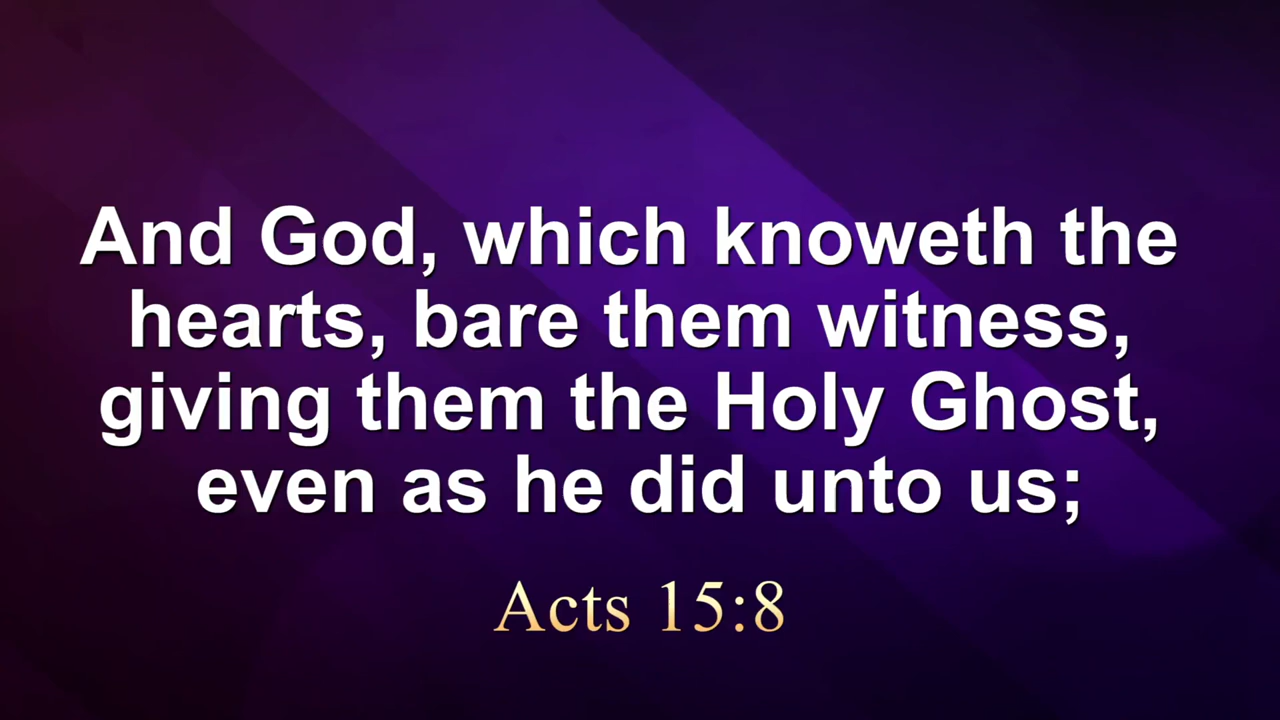 And God, which knoweth the
hearts, bare them witness,
giving them the Holy Ghost,
even as he did unto us;
Acts 15:8